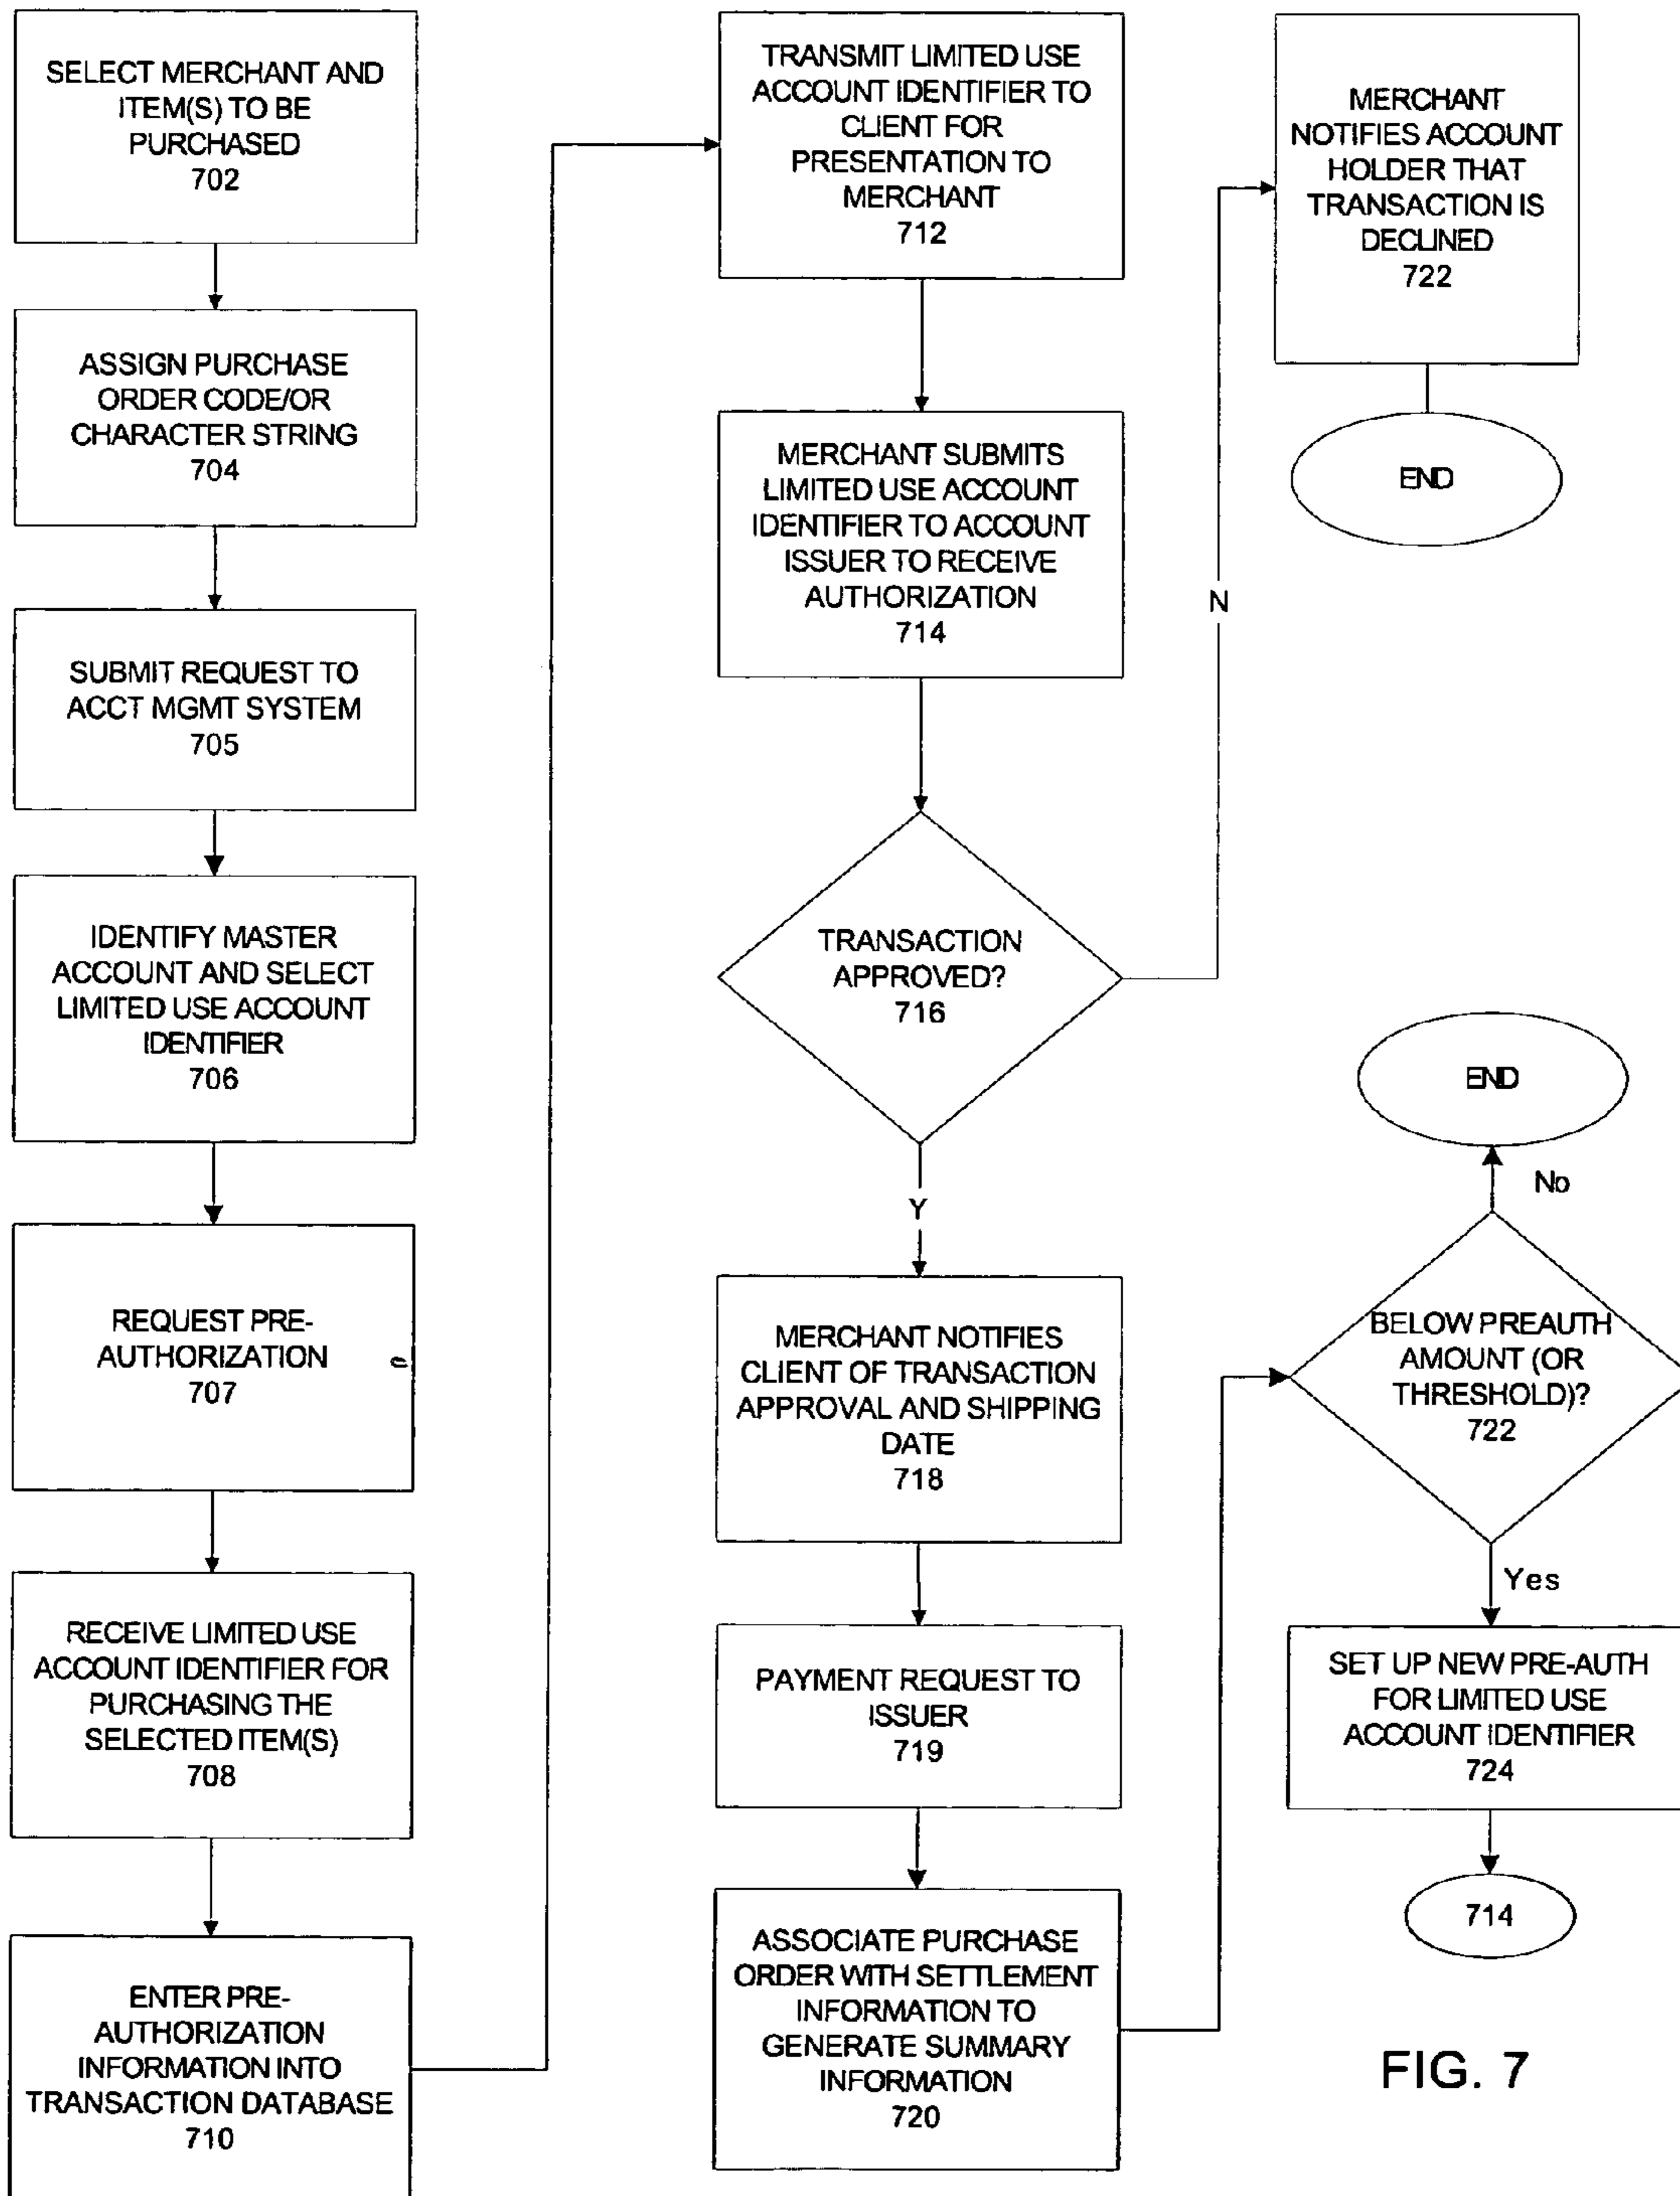 SELECT MERCHANT AND
ITEM(S) TO BE
PURCHASED
702
ASSIGN PURCHASE
ORDER CODE/OR
CHARACTER STRING
704
SUBMIT REQUEST TO
ACCT MGMT SYSTEM
705
IDENTIFY MASTER
ACCOUNT AND SELECT
LIMITED USE ACCOUNT
IDENTIFIER
706
REQUEST PRE-
AUTHORIZATION
707
RECEIVE LIMITED USE
ACCOUNT IDENTIFIER FOR
PURCHASING THE
SELECTED ITEM(S)
708
ENTER PRE-
AUTHORIZATION
INFORMATION INTO
TRANSACTION DATABASE
710
TRANSMIT LIMITED USE
ACCOUNT IDENTIFIER TO
CLIENT FOR
PRESENTATION TO
MERCHANT
712
MERCHANT SUBMITS
LIMITED USE ACCOUNT
IDENTIFIER TO ACCOUNT
ISSUER TO RECEIVE
AUTHORIZATION
714
TRANSACTION
APPROVED?
716
N
Y
MERCHANT NOTIFIES
CLIENT OF TRANSACTION
APPROVAL AND SHIPPING
DATE
718
PAYMENT REQUEST TO
ISSUER
719
ASSOCIATE PURCHASE
ORDER WITH SETTLEMENT
INFORMATION TO
GENERATE SUMMARY
INFORMATION
720
MERCHANT
NOTIFIES ACCOUNT
HOLDER THAT
TRANSACTION IS
DECLINED
722
END
END
No
BELOW PREAUTH
AMOUNT (OR
THRESHOLD)?
722
Yes
SET UP NEW PRE-AUTH
FOR LIMITED USE
ACCOUNT IDENTIFIER
724
714
FIG. 7